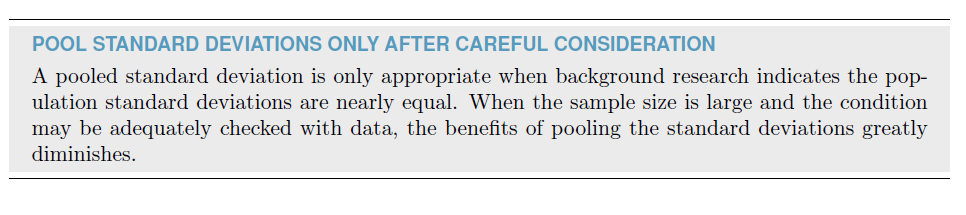 POOL STANDARD DEVIATIONS ONLY AFTER CAREFUL CONSIDERATION
A pooled standard deviation is only appropriate when background research indicates the pop-
ulation standard deviations are nearly equal. When the sample size is large and the condition
may be adequately checked with data, the benefits of pooling the standard deviations greatly
diminishes.